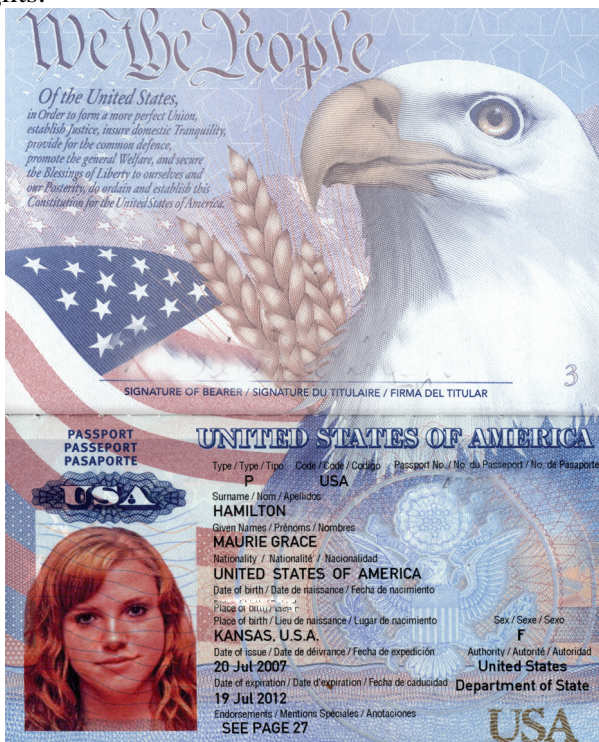 We the People
Of the United States,
in Order to form a more perfect Union,
establish Justice, insure domestic Tranquility,
provide for the common defence,
promote the general Welfare, and secure
the Blessings of Liberty to ourselves and
our Posterity, do ordain and establish this
Constitution for the United States of America.
3
SIGNATURE OF BEARER / SIGNATURE DU TITULAIRE / FIRMA DEL TITULAR
PASSPORT
PASSEPORT
PASAPORTE
USA
UNITED STATES OF AMERICA
Type / Type / Tipo Code / Code / Codigo Passport No. / No. du Passeport / No. de Pasaporte
P USA
Surname / Nom / Apellidos
HAMILTON
Given Names / Prénoms / Nombres
MAURIE GRACE
Nationality / Nationalité / Nacionalidad
UNITED STATES OF AMERICA
Date of birth / Date de naissance / Fecha de nacimiento
Place of birth / Lieu de naissance / Lugar de nacimiento
Sex / Sexe / Sexo
KANSAS, U.S.A.
F
Date of issue / Date de déivrance / Fecha de expedición
Authority / Autorité / Autoridad
20 Jul 2007
United States
Date of expiration / Date d'expiration / Fecha de caducidad
Department of State
19 Jul 2012
Endorsements / Mentions Spéciales / Anotaciones
SEE PAGE 27
USA